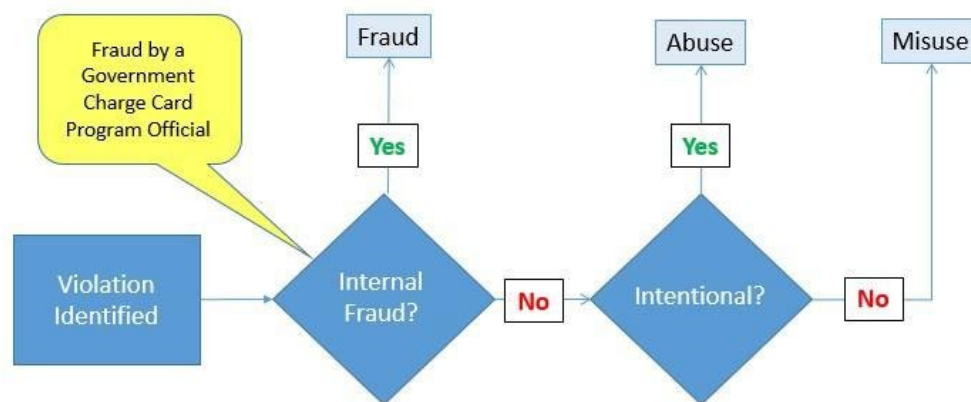 Fraud by a
Government
Charge Card
Program Official
Fraud
Abuse
Misuse
Yes
Yes
Violation
Identified
Internal
Fraud?
No
Intentional?
No